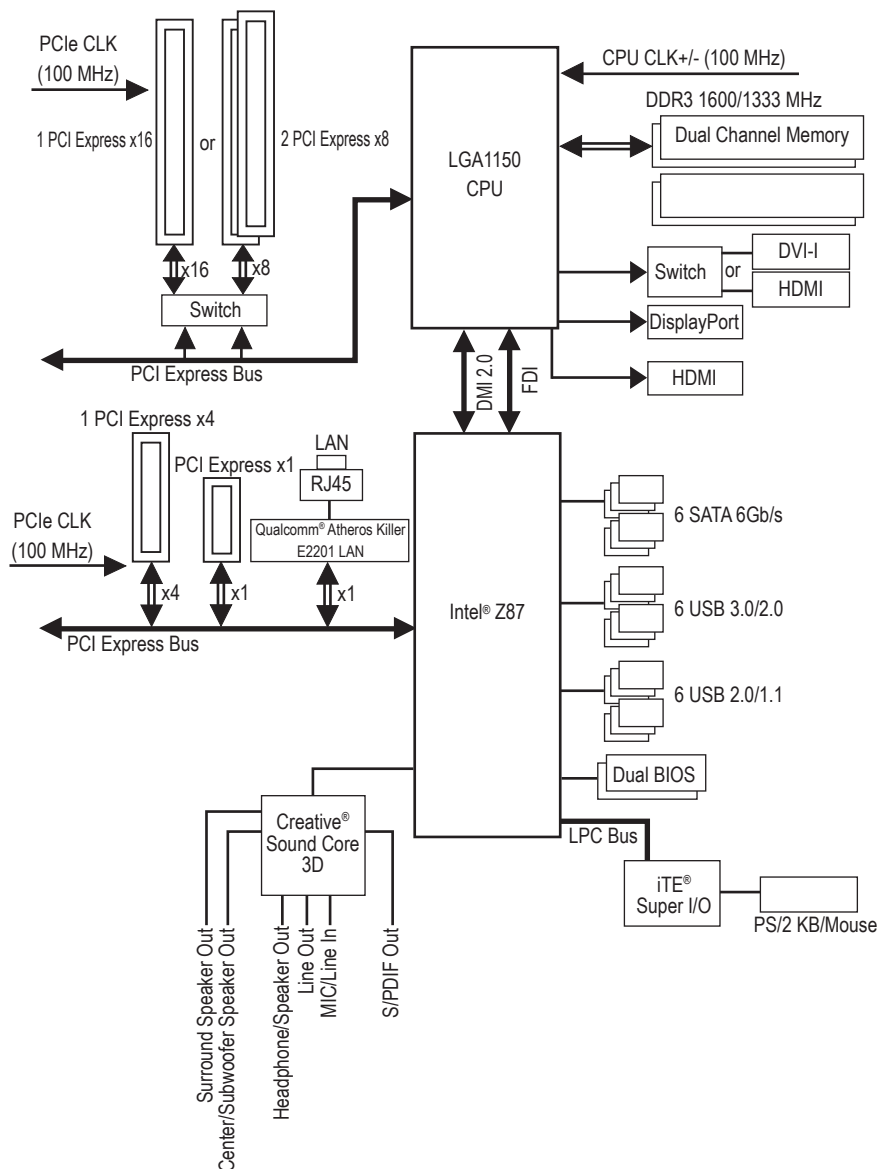 PCIe CLK
(100 MHz)
1 PCI Express x16
or
2 PCI Express x8
x16
x8
Switch
PCI Express Bus
LGA1150
CPU
CPU CLK+/- (100 MHz)
DDR3 1600/1333 MHz
Dual Channel Memory
Switch
or
DVI-I
HDMI
DisplayPort
HDMI
DMI 2.0
FDI
1 PCI Express x4
PCI Express x1
LAN
RJ45
Qualcomm® Atheros Killer
E2201 LAN
PCIe CLK
(100 MHz)
x4
x1
x1
PCI Express Bus
Intel® Z87
6 SATA 6Gb/s
6 USB 3.0/2.0
6 USB 2.0/1.1
Dual BIOS
LPC Bus
iTE®
Super I/O
PS/2 KB/Mouse
Creative®
Sound Core
3D
Surround Speaker Out
Center/Subwoofer Speaker Out
Headphone/Speaker Out
Line Out
MIC/Line In
S/PDIF Out